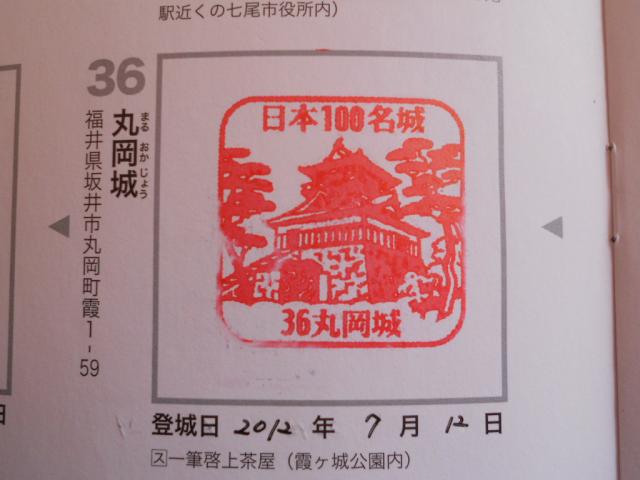 駅近くの七尾市役所内）
36
丸岡城
まるおかじょう
福井県坂井市丸岡町霞1-59
日本100名城
36丸岡城
登城日 2012 年 7 月 12 日
ス一筆啓上茶屋（霞ヶ城公園内）
日